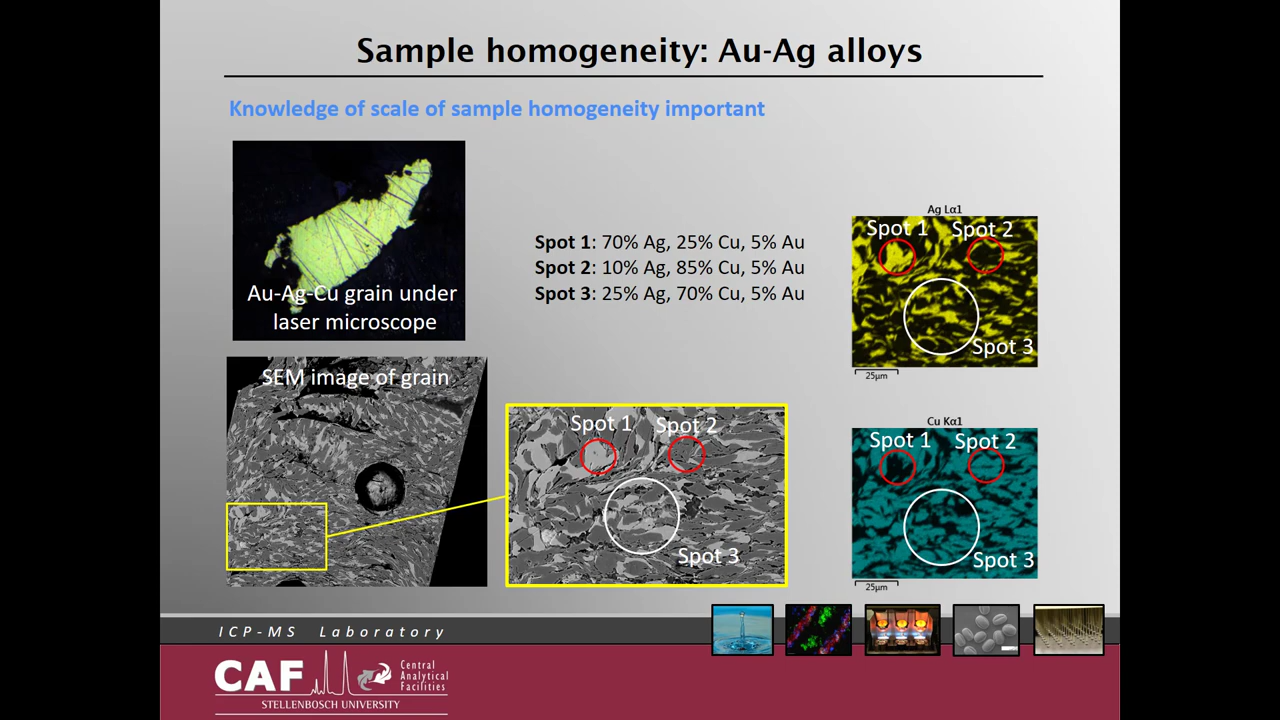 Sample homogeneity: Au-Ag alloys
Knowledge of scale of sample homogeneity important
Au-Ag-Cu grain under
laser microscope
Spot 1: 70% Ag, 25% Cu, 5% Au
Spot 2: 10% Ag, 85% Cu, 5% Au
Spot 3: 25% Ag, 70% Cu, 5% Au
Ag Lα1
Spot 1 Spot 2
Spot 3
25µm
SEM image of grain
Spot 1 Spot 2
Spot 3
Cu Kα1
Spot 1 Spot 2
Spot 3
25µm
ICP-MS Laboratory
CAF
Central
Analytical
Facilities
STELLENBOSCH UNIVERSITY